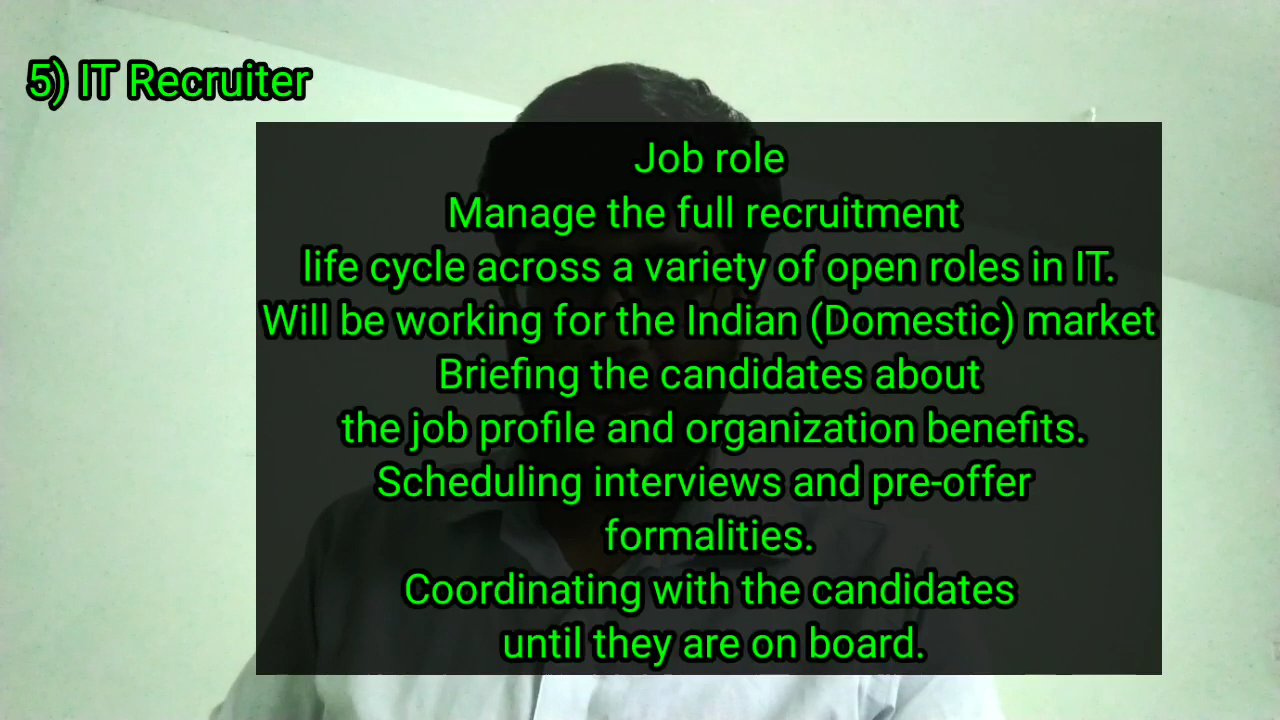 5) IT Recruiter
Job role
Manage the full recruitment
life cycle across a variety of open roles in IT.
Will be working for the Indian (Domestic) market
Briefing the candidates about
the job profile and organization benefits.
Scheduling interviews and pre-offer
formalities.
Coordinating with the candidates
until they are on board.